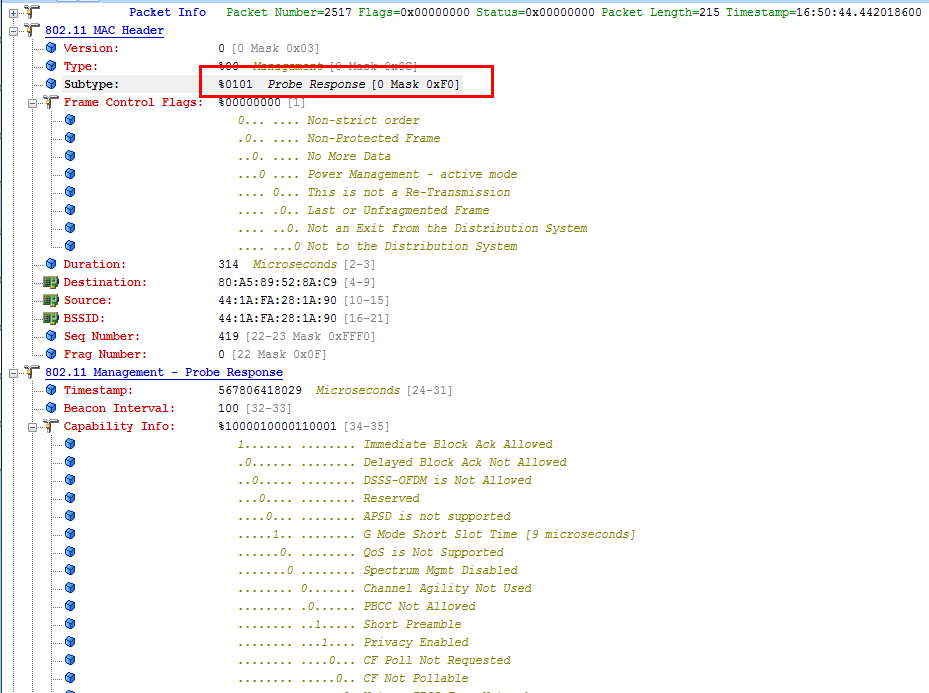 Packet Info Packet Number=2517 Flags=0x00000000 Status=0x00000000 Packet Length=215 Timestamp=16:50:44.442018600
802.11 MAC Header
Version: 0 [0 Mask 0x03]
Type: %00 Management [0 Mask 0x0C]
Subtype: %0101 Probe Response [0 Mask 0xF0]
Frame Control Flags: %00000000 [1]
0... .... Non-strict order
.0.. .... Non-Protected Frame
..0. .... No More Data
...0 .... Power Management - active mode
.... 0... This is not a Re-Transmission
.... .0.. Last or Unfragmented Frame
.... ..0. Not an Exit from the Distribution System
.... ...0 Not to the Distribution System
Duration: 314 Microseconds [2-3]
Destination: 80:A5:89:52:8A:C9 [4-9]
Source: 44:1A:FA:28:1A:90 [10-15]
BSSID: 44:1A:FA:28:1A:90 [16-21]
Seq Number: 419 [22-23 Mask 0xFFF0]
Frag Number: 0 [22 Mask 0x0F]
802.11 Management - Probe Response
Timestamp: 567806418029 Microseconds [24-31]
Beacon Interval: 100 [32-33]
Capability Info: %1000010000110001 [34-35]
1....... ........ Immediate Block Ack Allowed
.0...... ........ Delayed Block Ack Not Allowed
..0..... ........ DSSS-OFDM is Not Allowed
...0.... ........ Reserved
....0... ........ APSD is not supported
.....1.. ........ G Mode Short Slot Time [9 microseconds]
......0. ........ QoS is Not Supported
.......0 ........ Spectrum Mgmt Disabled
........ 0....... Channel Agility Not Used
........ .0...... PBCC Not Allowed
........ ..1..... Short Preamble
........ ...1.... Privacy Enabled
........ ....0... CF Poll Not Requested
........ .....0.. CF Not Pollable